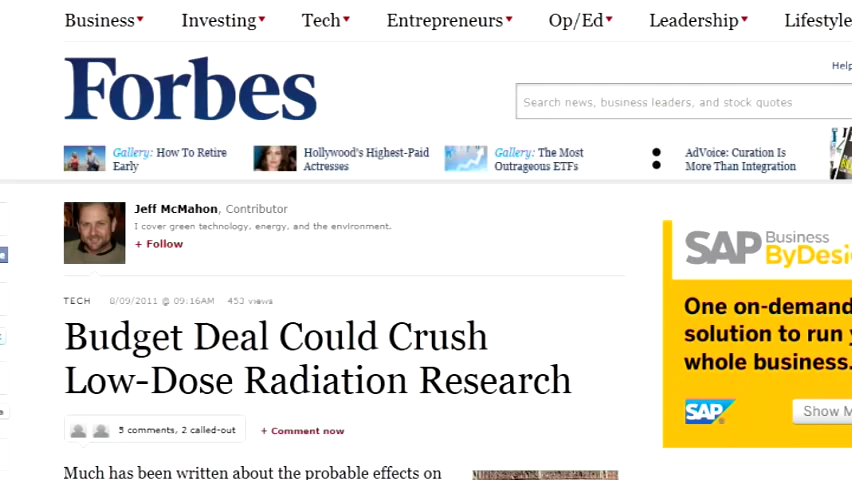 Business Investing Tech Entrepreneurs Op/Ed Leadership Lifestyle
Forbes
Help
Search news, business leaders, and stock quotes
Gallery: How To Retire
Early
Hollywood's Highest-Paid
Actresses
Gallery: The Most
Outrageous ETFs
AdVoice: Curation Is
More Than Integration
Jeff McMahon, Contributor
I cover green technology, energy, and the environment.
+ Follow
TECH 8/09/2011 @ 09:16AM 453 views
Budget Deal Could Crush
Low-Dose Radiation Research
5 comments, 2 called-out + Comment now
Much has been written about the probable effects on
SAP Business
ByDesi
One on-demand
solution to run
whole business.
SAP
Show M